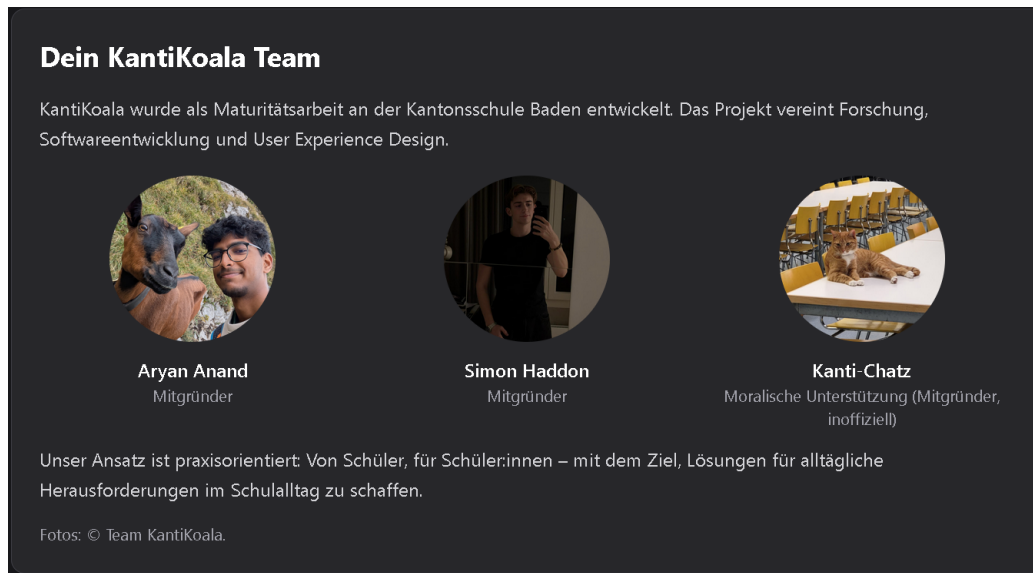 Dein KantiKoala Team
KantiKoala wurde als Maturitätsarbeit an der Kantonsschule Baden entwickelt. Das Projekt vereint Forschung,
Softwareentwicklung und User Experience Design.
Aryan Anand
Mitgründer
Simon Haddon
Mitgründer
Kanti-Chatz
Moralische Unterstützung (Mitgründer,
inoffiziell)
Unser Ansatz ist praxisorientiert: Von Schüler, für Schüler:innen – mit dem Ziel, Lösungen für alltägliche
Herausforderungen im Schulalltag zu schaffen.
Fotos: © Team KantiKoala.